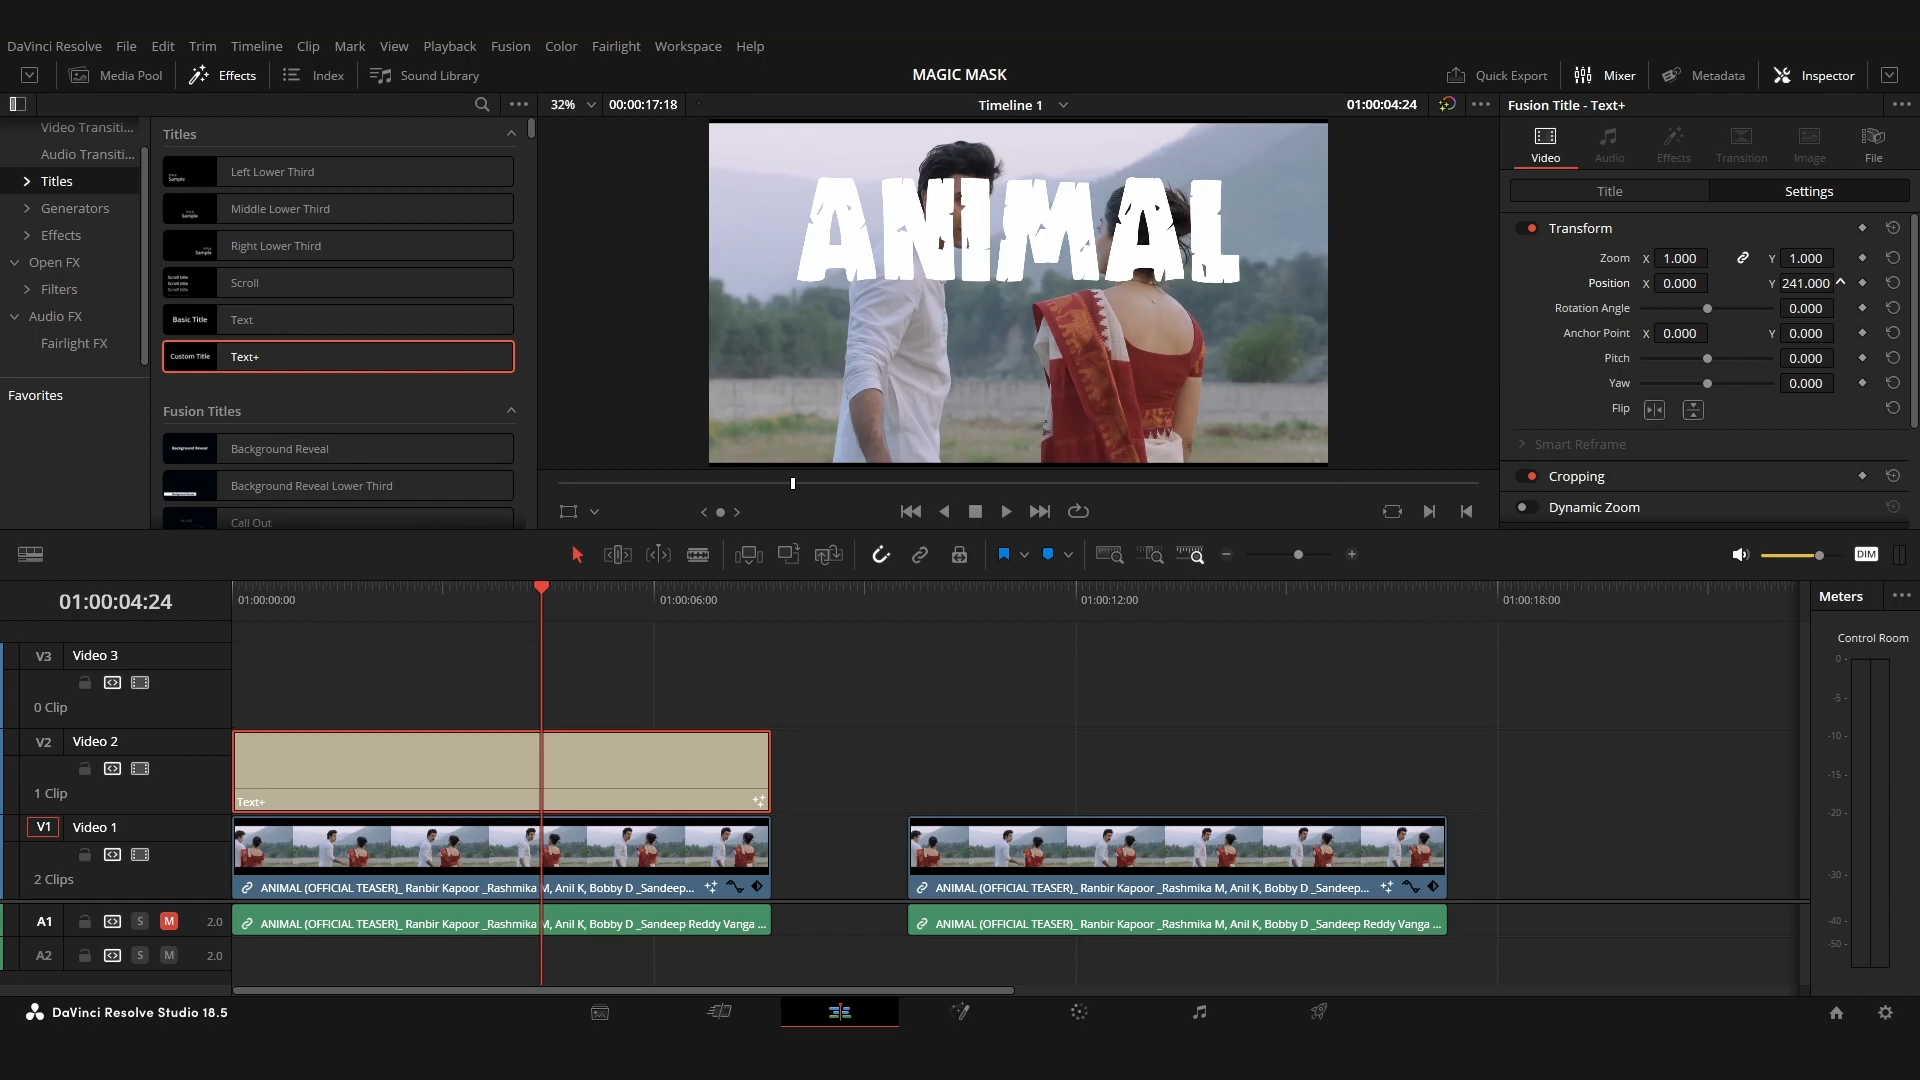 DaVinci Resolve File Edit Trim Timeline Clip Mark View Playback Fusion Color Fairlight Workspace Help
Media Pool Effects Index Sound Library MAGIC MASK Quick Export Mixer Metadata Inspector
32% 00:00:17:18 Timeline 1 01:00:04:24 Fusion Title - Text+
Video Transiti...
Audio Transiti...
Titles
Generators
Effects
Open FX
Filters
Audio FX
Fairlight FX
Favorites
Titles
Left Lower Third
Middle Lower Third
Right Lower Third
Scroll
Basic Title Text
Custom Title Text+
Fusion Titles
Background Reveal Background Reveal
Background Reveal Lower Third
Call Out
ANIMAL
Video Audio Effects Transition Image File
Title Settings
Transform
Zoom X 1.000 Y 1.000
Position X 0.000 Y 241.000
Rotation Angle 0.000
Anchor Point X 0.000 Y 0.000
Pitch 0.000
Yaw 0.000
Flip
Smart Reframe
Cropping
Dynamic Zoom
DIM
01:00:04:24
01:00:00:00 01:00:06:00 01:00:12:00 01:00:18:00
V3 Video 3
0 Clip
V2 Video 2
1 Clip
Text+
V1 Video 1
2 Clips
ANIMAL (OFFICIAL TEASER)_ Ranbir Kapoor _Rashmika M, Anil K, Bobby D _Sandeep...
ANIMAL (OFFICIAL TEASER)_ Ranbir Kapoor _Rashmika M, Anil K, Bobby D _Sandeep...
A1 S M 2.0
ANIMAL (OFFICIAL TEASER)_ Ranbir Kapoor _Rashmika M, Anil K, Bobby D _Sandeep Reddy Vanga ...
ANIMAL (OFFICIAL TEASER)_ Ranbir Kapoor _Rashmika M, Anil K, Bobby D _Sandeep Reddy Vanga ...
A2 S M 2.0
Meters
Control Room
0
-5
-10
-15
-20
-30
-40
-50
DaVinci Resolve Studio 18.5